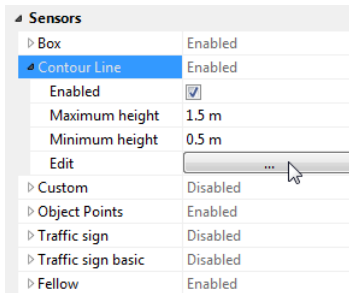 Sensors
Box Enabled
Contour Line Enabled
Enabled
Maximum height 1.5 m
Minimum height 0.5 m
Edit ...
Custom Disabled
Object Points Enabled
Traffic sign Disabled
Traffic sign basic Disabled
Fellow Enabled